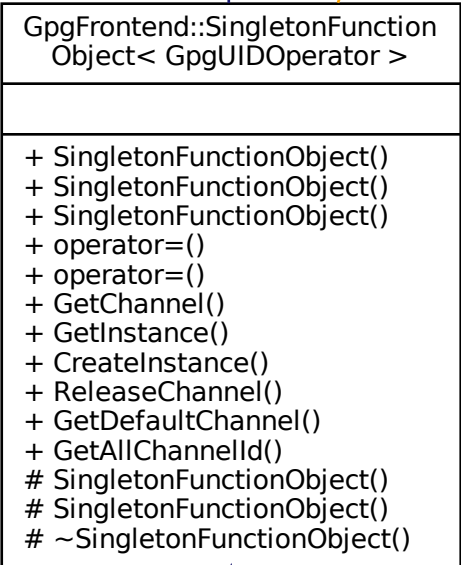 GpgFrontend::SingletonFunction
Object< GpgUIDOperator >
+ SingletonFunctionObject()
+ SingletonFunctionObject()
+ SingletonFunctionObject()
+ operator=()
+ operator=()
+ GetChannel()
+ GetInstance()
+ CreateInstance()
+ ReleaseChannel()
+ GetDefaultChannel()
+ GetAllChannelId()
# SingletonFunctionObject()
# SingletonFunctionObject()
# ~SingletonFunctionObject()